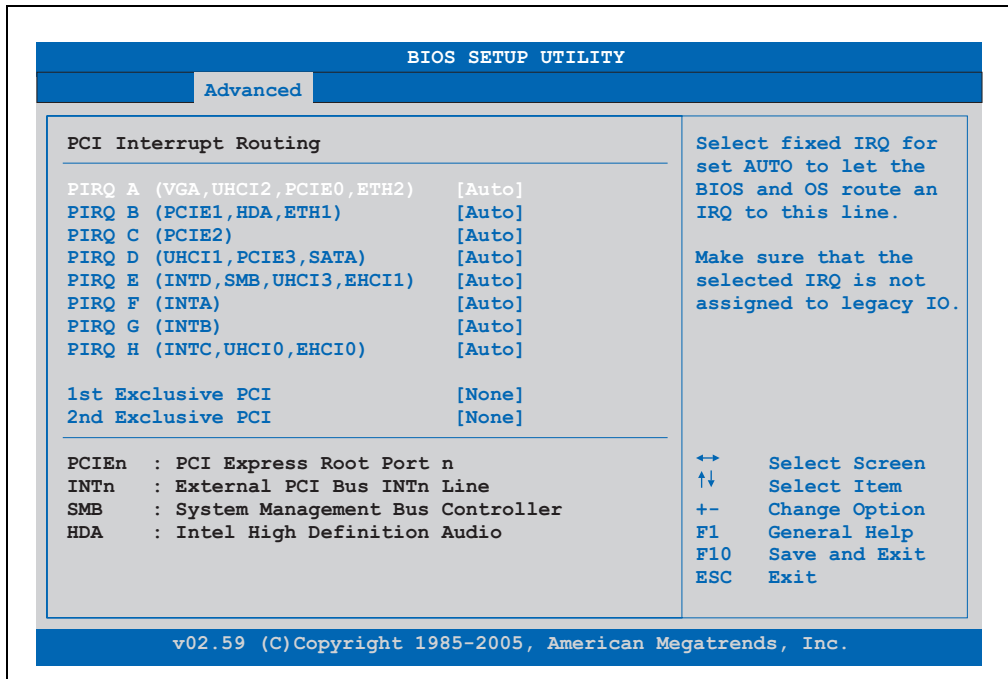 BIOS SETUP UTILITY
Advanced
PCI Interrupt Routing
PIRQ A (VGA,UHCI2,PCIE0,ETH2) [Auto]
PIRQ B (PCIE1,HDA,ETH1) [Auto]
PIRQ C (PCIE2) [Auto]
PIRQ D (UHCI1,PCIE3,SATA) [Auto]
PIRQ E (INTD,SMB,UHCI3,EHCI1) [Auto]
PIRQ F (INTA) [Auto]
PIRQ G (INTB) [Auto]
PIRQ H (INTC,UHCI0,EHCI0) [Auto]
1st Exclusive PCI [None]
2nd Exclusive PCI [None]
PCIEn : PCI Express Root Port n
INTn : External PCI Bus INTn Line
SMB : System Management Bus Controller
HDA : Intel High Definition Audio
Select fixed IRQ for
set AUTO to let the
BIOS and OS route an
IRQ to this line.
Make sure that the
selected IRQ is not
assigned to legacy IO.
↔ Select Screen
↑↓ Select Item
+- Change Option
F1 General Help
F10 Save and Exit
ESC Exit
v02.59 (C)Copyright 1985-2005, American Megatrends, Inc.